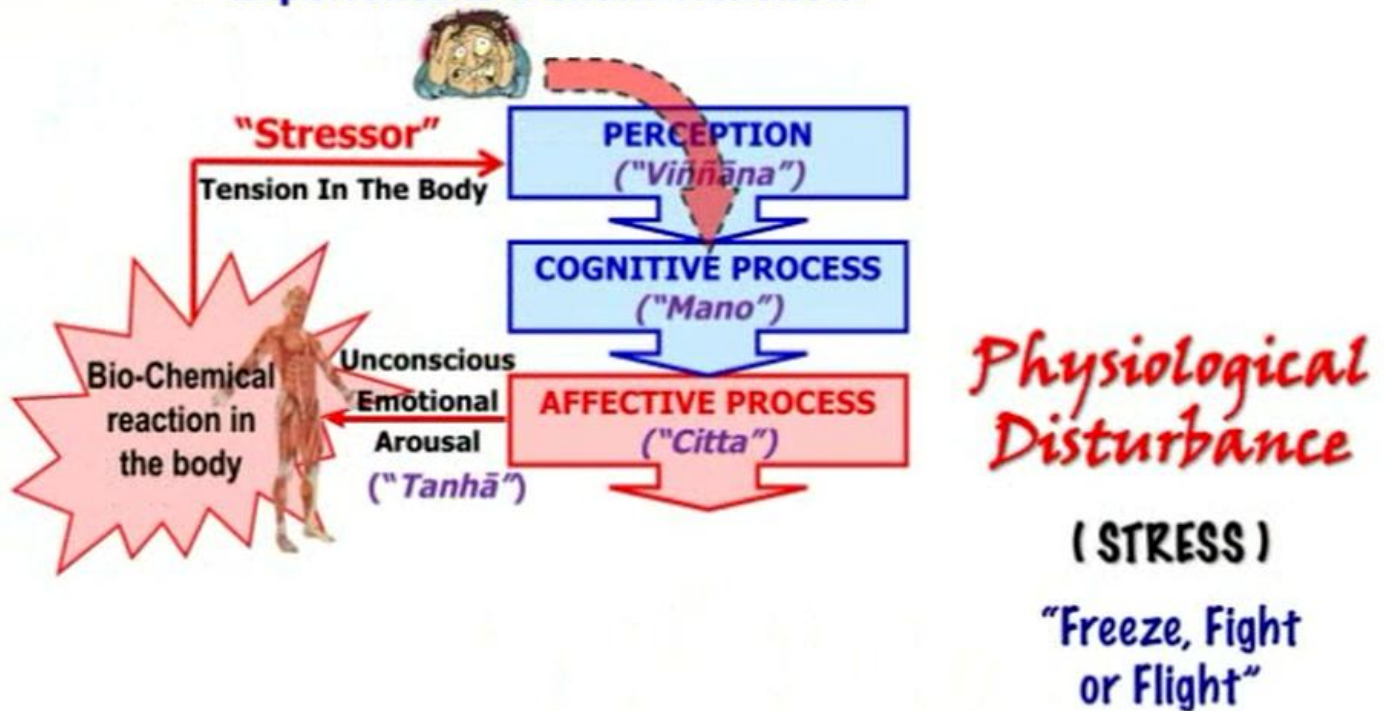 "Stressor"
Tension In The Body
PERCEPTION
("Viññāna")
COGNITIVE PROCESS
("Mano")
AFFECTIVE PROCESS
("Citta")
Unconscious
Emotional
Arousal
("Tanhā")
Bio-Chemical
reaction in
the body
Physiological
Disturbance
( STRESS )
"Freeze, Fight
or Flight"